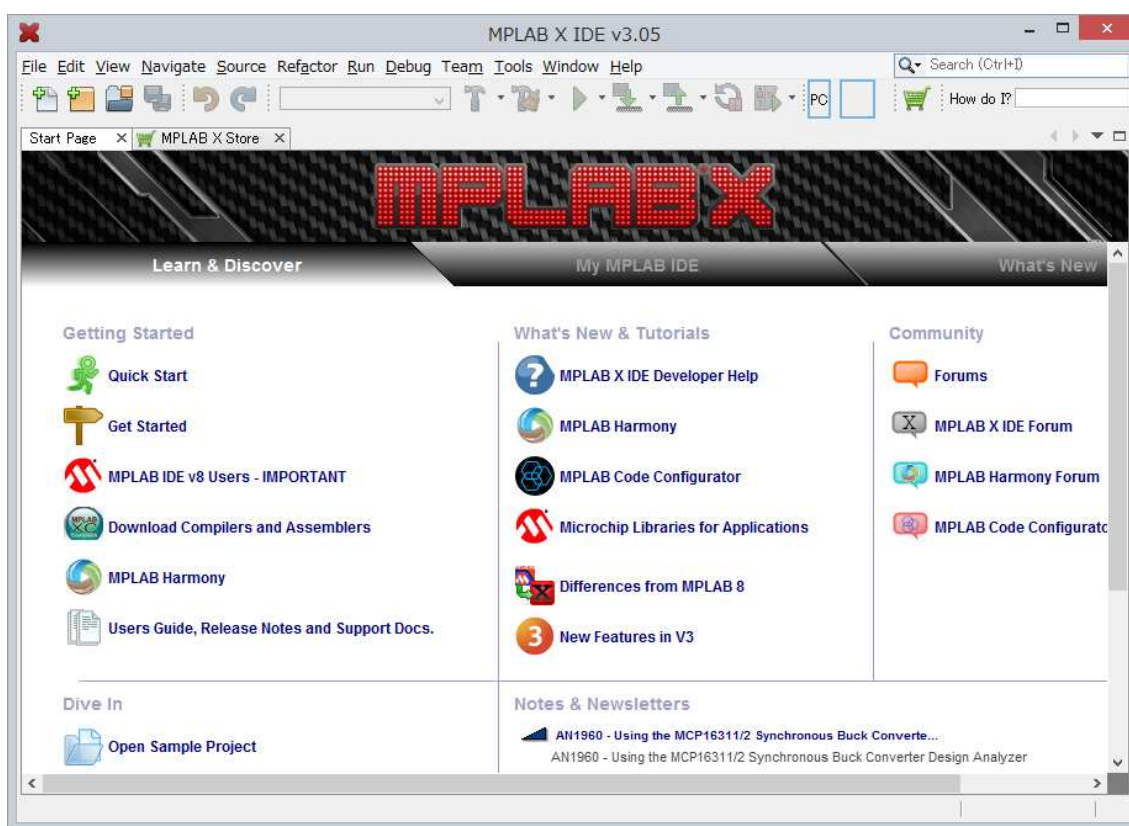 MPLAB X IDE v3.05
File Edit View Navigate Source Refactor Run Debug Team Tools Window Help
Search (Ctrl+I)
PC
How do I?
Start Page
MPLAB X Store
MPLAB X
Learn & Discover
My MPLAB IDE
What's New
Getting Started
Quick Start
Get Started
MPLAB IDE v8 Users - IMPORTANT
Download Compilers and Assemblers
MPLAB Harmony
Users Guide, Release Notes and Support Docs.
What's New & Tutorials
MPLAB X IDE Developer Help
MPLAB Harmony
MPLAB Code Configurator
Microchip Libraries for Applications
Differences from MPLAB 8
New Features in V3
Community
Forums
MPLAB X IDE Forum
MPLAB Harmony Forum
MPLAB Code Configurato
Dive In
Open Sample Project
Notes & Newsletters
AN1960 - Using the MCP16311/2 Synchronous Buck Converte...
AN1960 - Using the MCP16311/2 Synchronous Buck Converter Design Analyzer